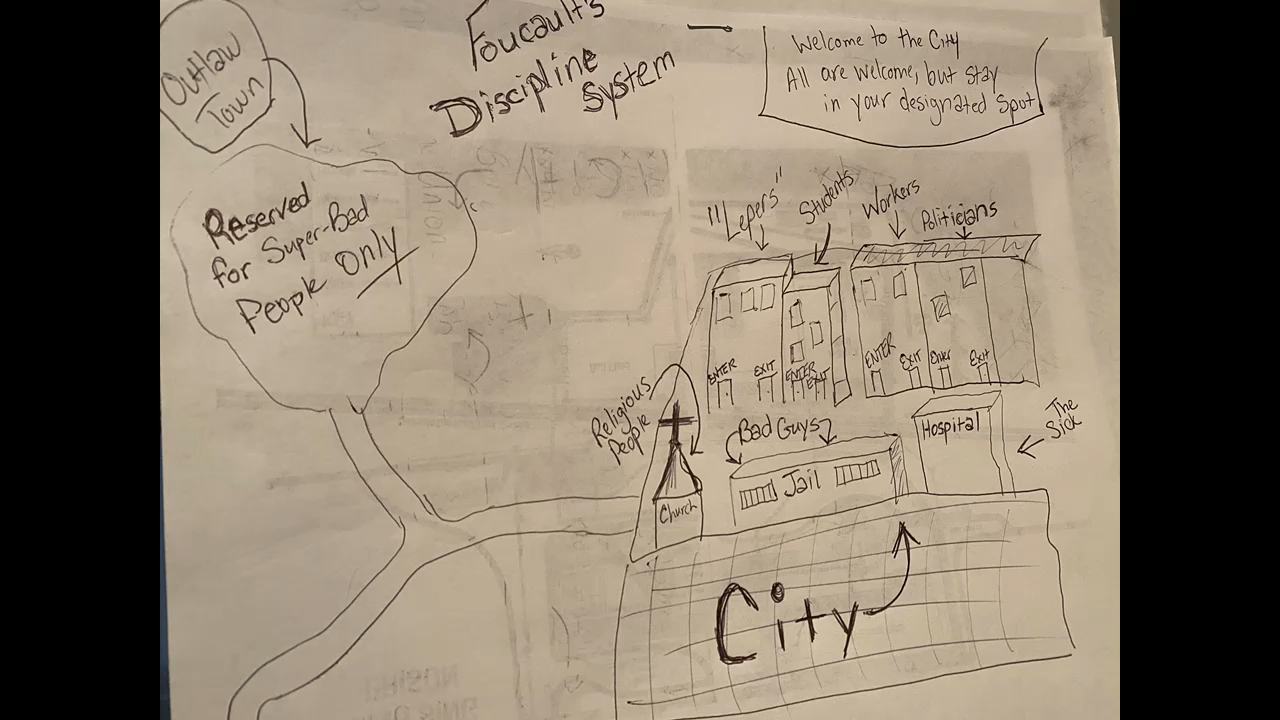 Foucault's
Discipline
System
Welcome to the City
All are welcome, but stay
in your designated Spot
Outlaw
Town
Reserved
for Super-Bad
People Only
"Lepers"
Students
Workers
Politicians
ENTER
EXIT
ENTER
EXIT
ENTER
Exit
Enter
Exit
Religious
People
Bad Guys
Hospital
The
Sick
Jail
Church
City